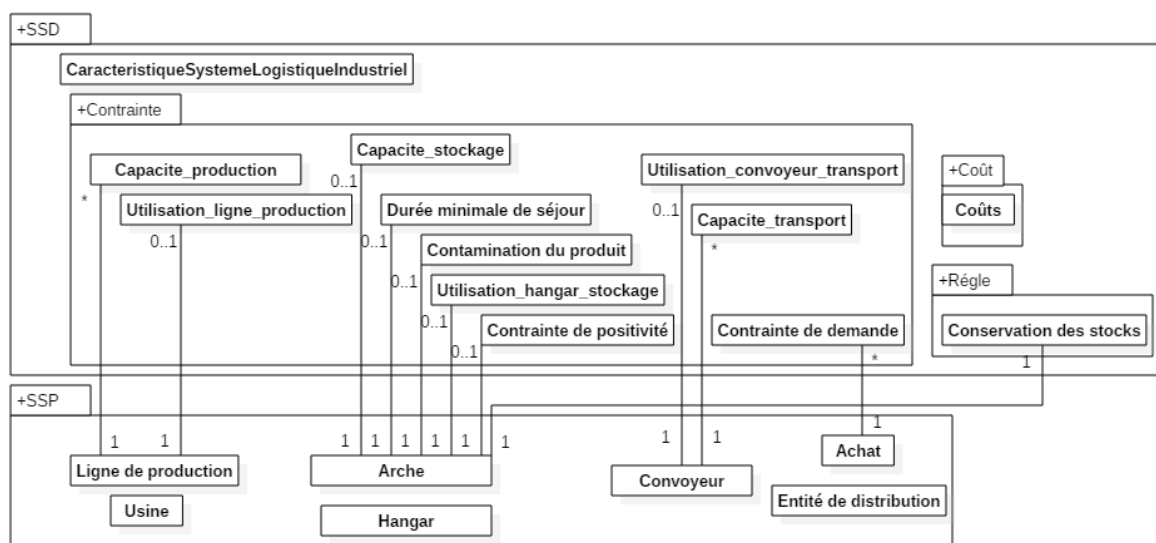 +SSD
CaracteristiqueSystemeLogistiqueIndustriel
+Contrainte
Capacite_production
Capacite_stockage
Utilisation_convoyeur_transport
+Coût
*
0..1
0..1
Utilisation_ligne_production
Durée minimale de séjour
Capacite_transport
Coûts
0..1
0..1
*
Contamination du produit
0..1
+Régle
Utilisation_hangar_stockage
0..1
Contrainte de positivité
Contrainte de demande
Conservation des stocks
0..1
*
1
+SSP
1
1
1
1
1
1
1
1
1
1
1
Ligne de production
Arche
Convoyeur
Achat
Usine
Hangar
Entité de distribution